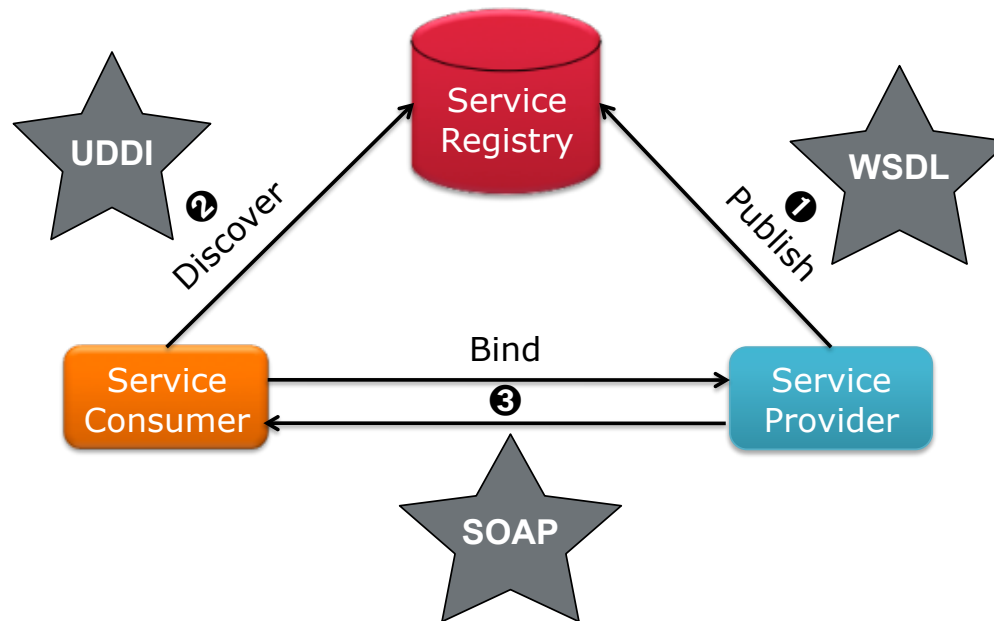 Service
Registry
UDDI
WSDL
❷
Discover
❶
Publish
Bind
❸
Service
Consumer
Service
Provider
SOAP